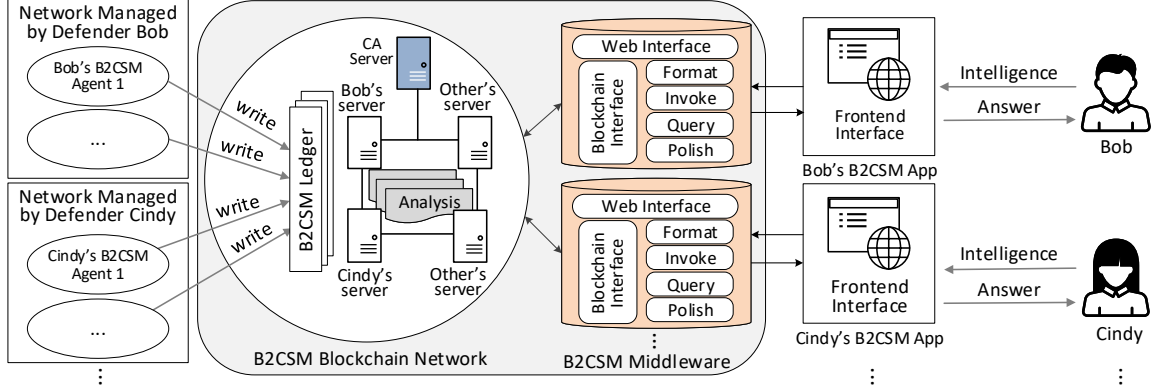 Network Managed
by Defender Bob
Bob's B2CSM
Agent 1
...
Network Managed
by Defender Cindy
Cindy's B2CSM
Agent 1
...
write
write
write
write
B2CSM Ledger
CA
Server
Bob's
server
Other's
server
Analysis
Cindy's
server
Other's
server
B2CSM Blockchain Network
Web Interface
Blockchain
Interface
Format
Invoke
Query
Polish
Web Interface
Blockchain
Interface
Format
Invoke
Query
Polish
B2CSM Middleware
Frontend
Interface
Bob's B2CSM App
Frontend
Interface
Cindy's B2CSM App
Intelligence
Answer
Bob
Intelligence
Answer
Cindy